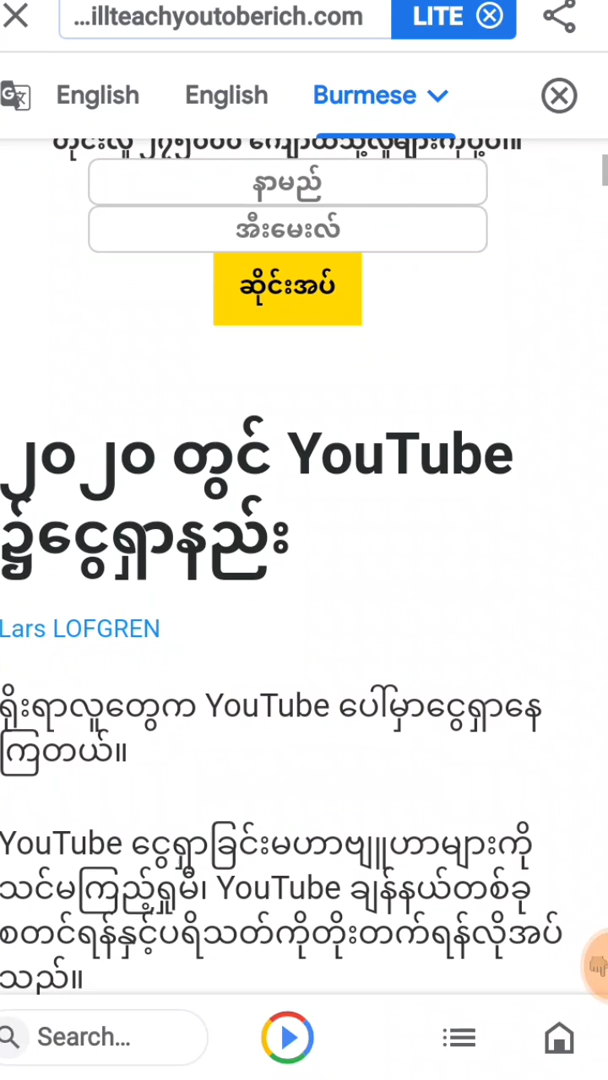 ...illteachyoutoberich.com LITE
English English Burmese
နာမည်
အီးမေးလ်
ဆိုင်းအပ်
၂၀၂၀ တွင် YouTube
၌ငွေရှာနည်း
Lars LOFGREN
ရိုးရာလူတွေက YouTube ပေါ်မှာငွေရှာနေ
ကြတယ်။
YouTube ငွေရှာခြင်းမဟာဗျူဟာများကို
သင်မကြည့်ရှုမီ၊ YouTube ချန်နယ်တစ်ခု
စတင်ရန်နှင့်ပရိသတ်ကိုတိုးတက်ရန်လိုအပ်
သည်။
Search...